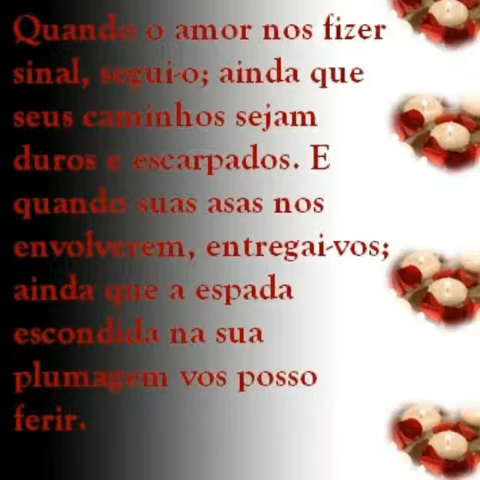 Quando o amor nos fizer
sinal, segui-o; ainda que
seus caminhos sejam
duros e escarpados. E
quando suas asas nos
envolverem, entregai-vos;
ainda que a espada
escondida na sua
plumagem vos posso
ferir.